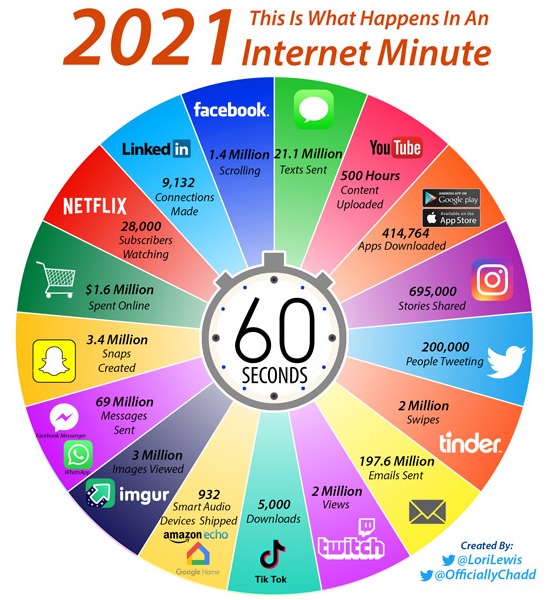 2021 This Is What Happens In An
Internet Minute
facebook.
1.4 Million
Scrolling
21.1 Million
Texts Sent
YouTube
500 Hours
Content
Uploaded
ANDROID APP ON
Google play
Available on the
App Store
414,764
Apps Downloaded
695,000
Stories Shared
200,000
People Tweeting
2 Million
Swipes
tinder
197.6 Million
Emails Sent
2 Million
Views
twitch
5,000
Downloads
Tik Tok
932
Smart Audio
Devices Shipped
amazon echo
Google Home
3 Million
Images Viewed
imgur
69 Million
Messages
Sent
Facebook Messenger
WhatsApp
3.4 Million
Snaps
Created
$1.6 Million
Spent Online
NETFLIX
28,000
Subscribers
Watching
Linked in
9,132
Connections
Made
60
SECONDS
Created By:
@LoriLewis
@OfficiallyChadd